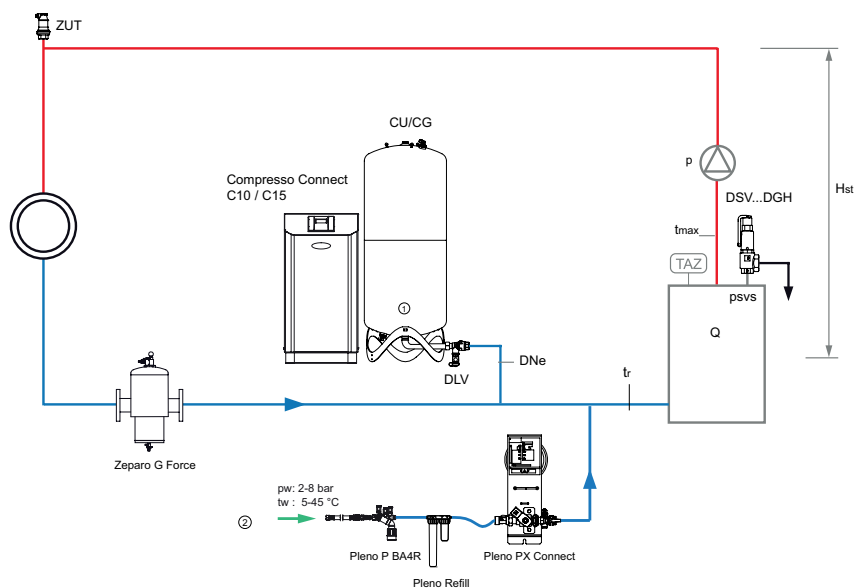 ZUT
CU/CG
Compresso Connect
C10 / C15
p
Hst
DSV...DGH
tmax
TAZ
psvs
Q
1
DNe
DLV
tr
Zeparo G Force
pw: 2-8 bar
tw : 5-45 °C
2
Pleno P BA4R
Pleno PX Connect
Pleno Refill